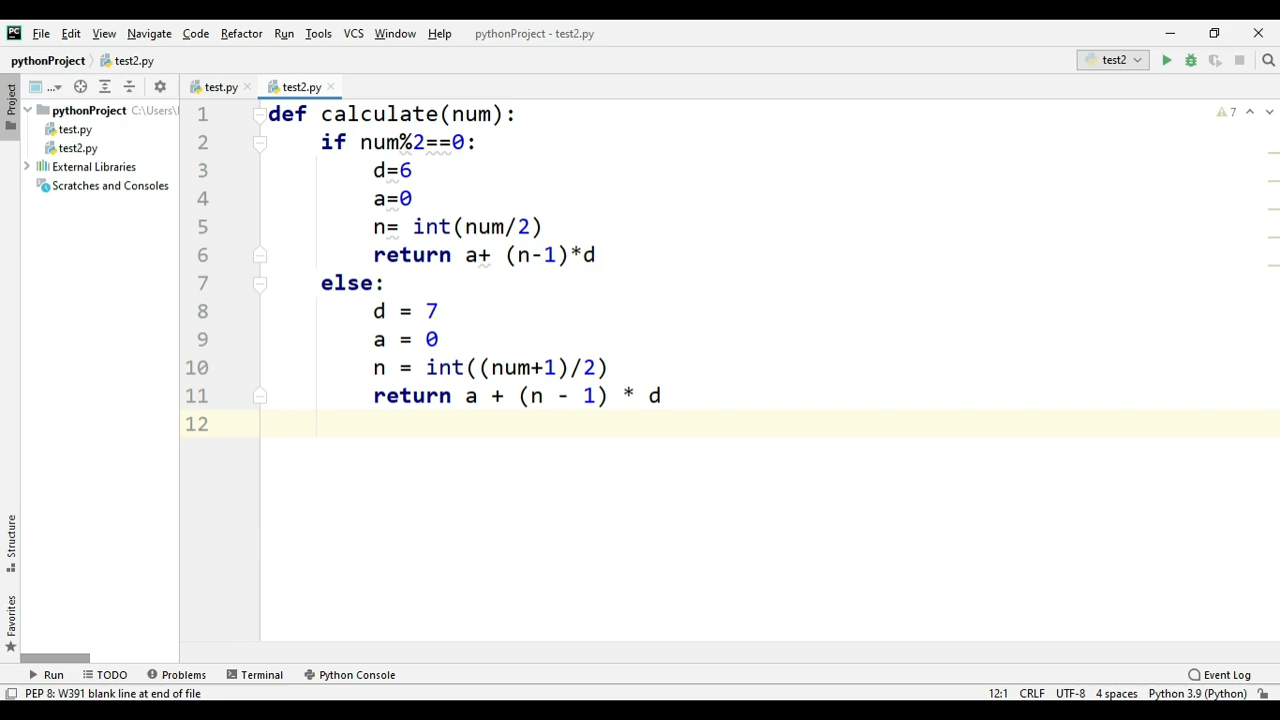 File Edit View Navigate Code Refactor Run Tools VCS Window Help pythonProject - test2.py
pythonProject test2.py test2
Project ... test.py test2.py
pythonProject C:\Users\
test.py
test2.py
External Libraries
Scratches and Consoles
7
1 def calculate(num):
2 if num%2==0:
3 d=6
4 a=0
5 n= int(num/2)
6 return a+ (n-1)*d
7 else:
8 d = 7
9 a = 0
10 n = int((num+1)/2)
11 return a + (n - 1) * d
12
Structure
Favorites
Run TODO Problems Terminal Python Console Event Log
PEP 8: W391 blank line at end of file 12:1 CRLF UTF-8 4 spaces Python 3.9 (Python)